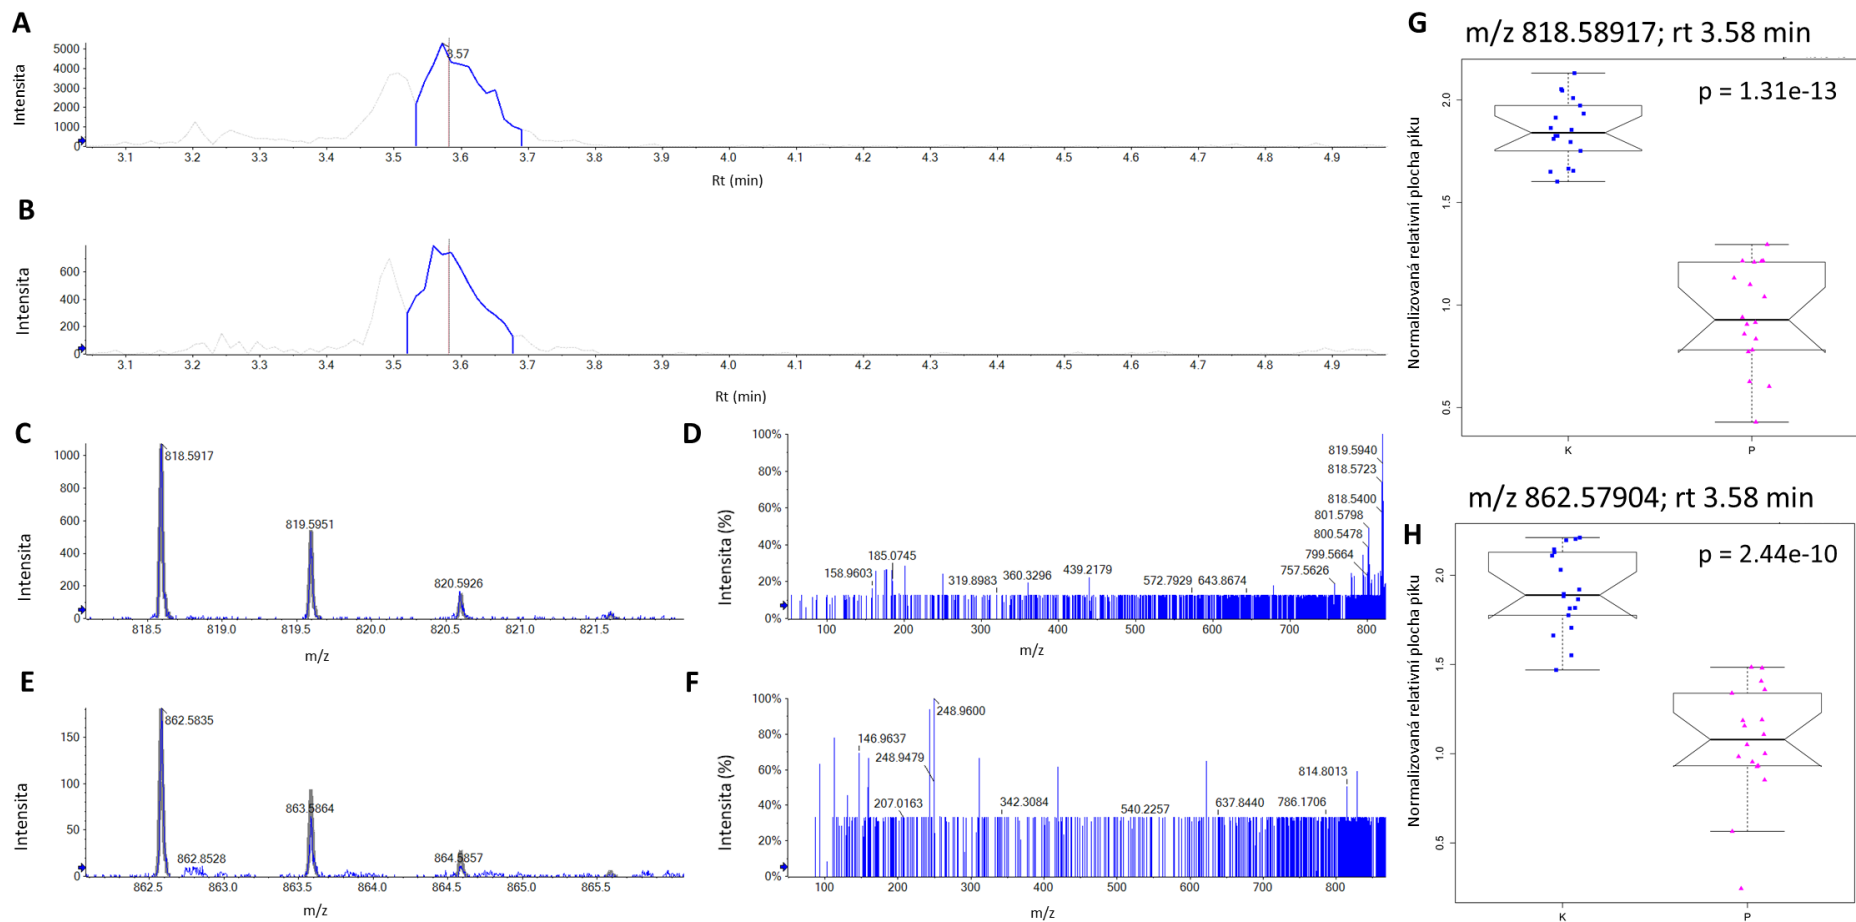 A
Intensita
5000
4000
3000
2000
1000
0
3.57
3.1 3.2 3.3 3.4 3.5 3.6 3.7 3.8 3.9 4.0 4.1 4.2 4.3 4.4 4.5 4.6 4.7 4.8 4.9
Rt (min)
B
Intensita
600
400
200
0
3.1 3.2 3.3 3.4 3.5 3.6 3.7 3.8 3.9 4.0 4.1 4.2 4.3 4.4 4.5 4.6 4.7 4.8 4.9
Rt (min)
C
Intensita
1000
800
600
400
200
0
818.5917
819.5951
820.5926
818.5 819.0 819.5 820.0 820.5 821.0 821.5
m/z
D
Intensita (%)
100%
80%
60%
40%
20%
0%
819.5940
818.5723
818.5400
801.5798
800.5478
799.5664
757.5626
185.0745
158.9603
319.8983
360.3296
439.2179
572.7929
643.8674
100 200 300 400 500 600 700 800
m/z
E
Intensita
150
100
50
0
862.5835
863.5864
862.8528
864.5857
862.5 863.0 863.5 864.0 864.5 865.0 865.5
m/z
F
Intensita (%)
100%
80%
60%
40%
20%
0%
248.9600
146.9637
248.9479
207.0163
342.3084
540.2257
637.8440
786.1706
814.8013
100 200 300 400 500 600 700 800
m/z
G
m/z 818.58917; rt 3.58 min
p = 1.31e-13
Normalizovaná relativní plocha píku
2.0
1.5
1.0
0.5
K P
m/z 862.57904; rt 3.58 min
H
p = 2.44e-10
Normalizovaná relativní plocha píku
2.0
1.5
1.0
0.5
K P